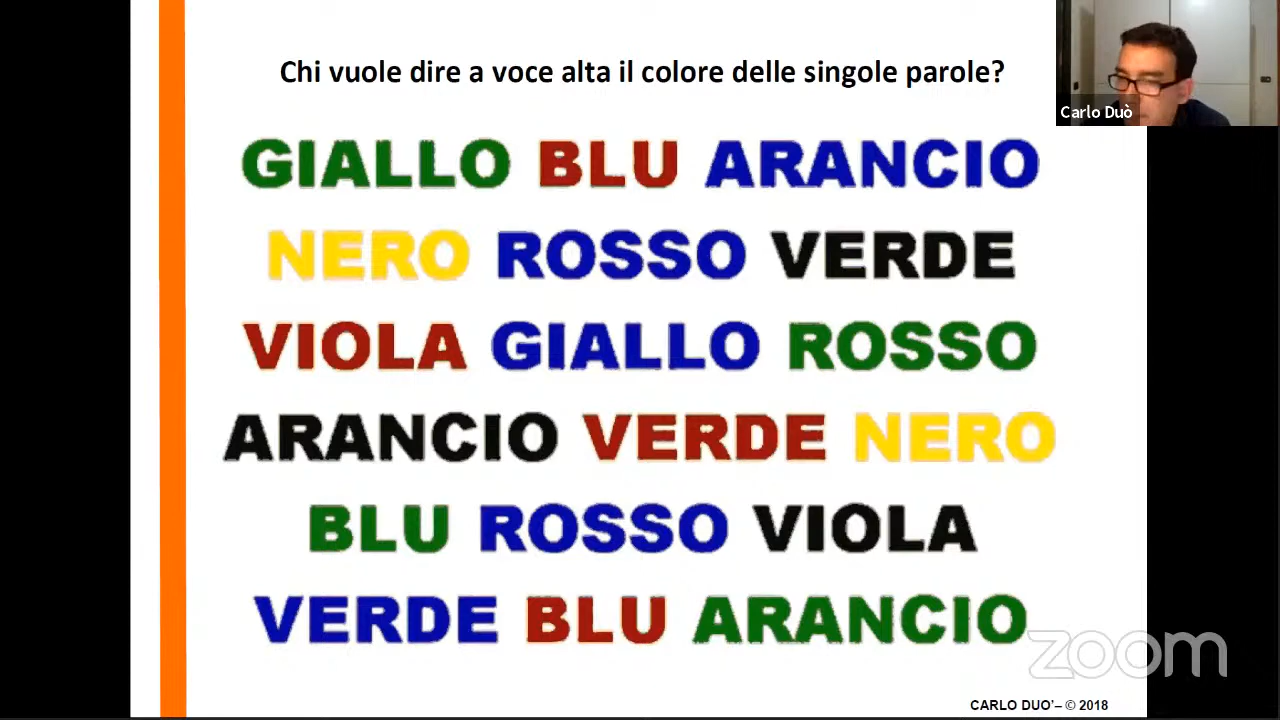 Chi vuole dire a voce alta il colore delle singole parole?
Carlo Duò
GIALLO BLU ARANCIO
NERO ROSSO VERDE
VIOLA GIALLO ROSSO
ARANCIO VERDE NERO
BLU ROSSO VIOLA
VERDE BLU ARANCIO
zoom
CARLO DUO’– © 2018